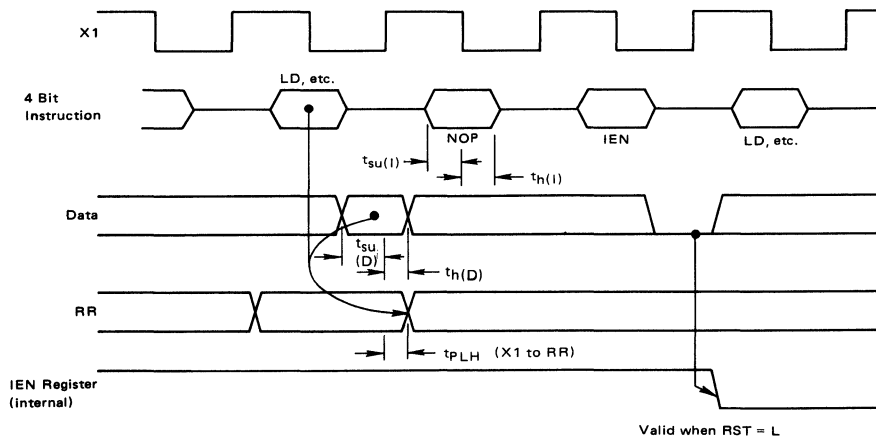 X1
LD, etc.
4 Bit
Instruction
NOP
IEN
LD, etc.
tsu(I)
th(I)
Data
tsu
(D)
th(D)
RR
tPLH (X1 to RR)
IEN Register
(internal)
Valid when RST = L